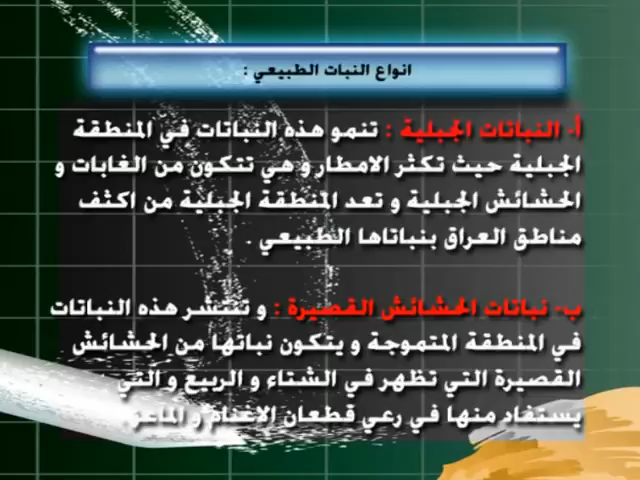 انواع النبات الطبيعي :
أ- النباتات الجبلية : تنمو هذه النباتات في المنطقة
الجبلية حيث تكثر الامطار و هي تتكون من الغابات و
الحشائش الجبلية و تعد المنطقة الجبلية من اكثف
مناطق العراق بنباتاها الطبيعي .
ب- نباتات الحشائش القصيرة : و تنتشر هذه النباتات
في المنطقة المتموجة و يتكون نباتها من الحشائش
القصيرة التي تظهر في الشتاء و الربيع و التي
يستفاد منها في رعي قطعان الاغنام و الماعز